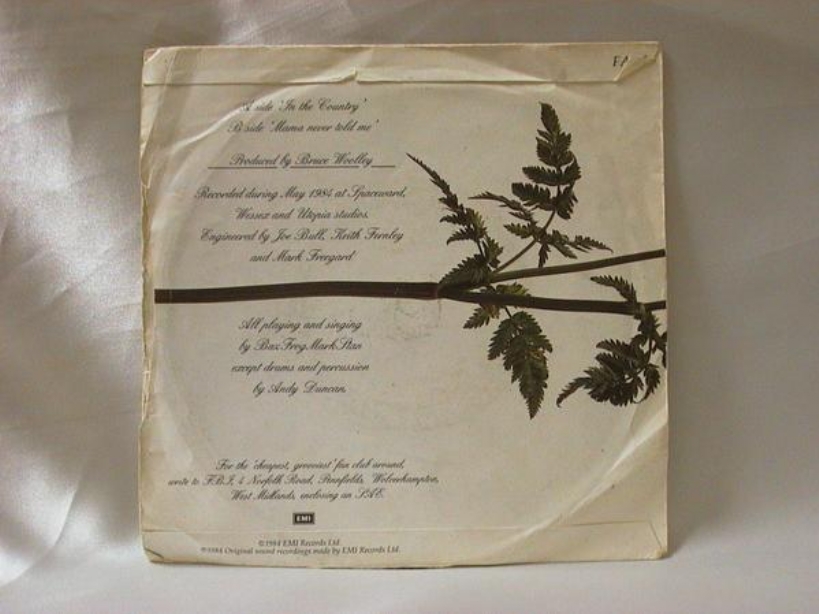 FA
A side 'In the Country'
B side 'Mama never told me'
Produced by Bruce Woolley
Recorded during May 1984 at Spaceward,
Wessex and Utopia studios.
Engineered by Joe Bull, Keith Fernley
and Mark Freegard
All playing and singing
by Bax Frog Mark Stan
except drums and percussion
by Andy Duncan.
For the 'cheapest, grooviest' fan club around,
write to F.B.I, 4 Norfolk Road, Pennfields, Wolverhampton,
West Midlands, enclosing an S.A.E.
EMI
©1984 EMI Records Ltd.
℗1984 Original sound recordings made by EMI Records Ltd.